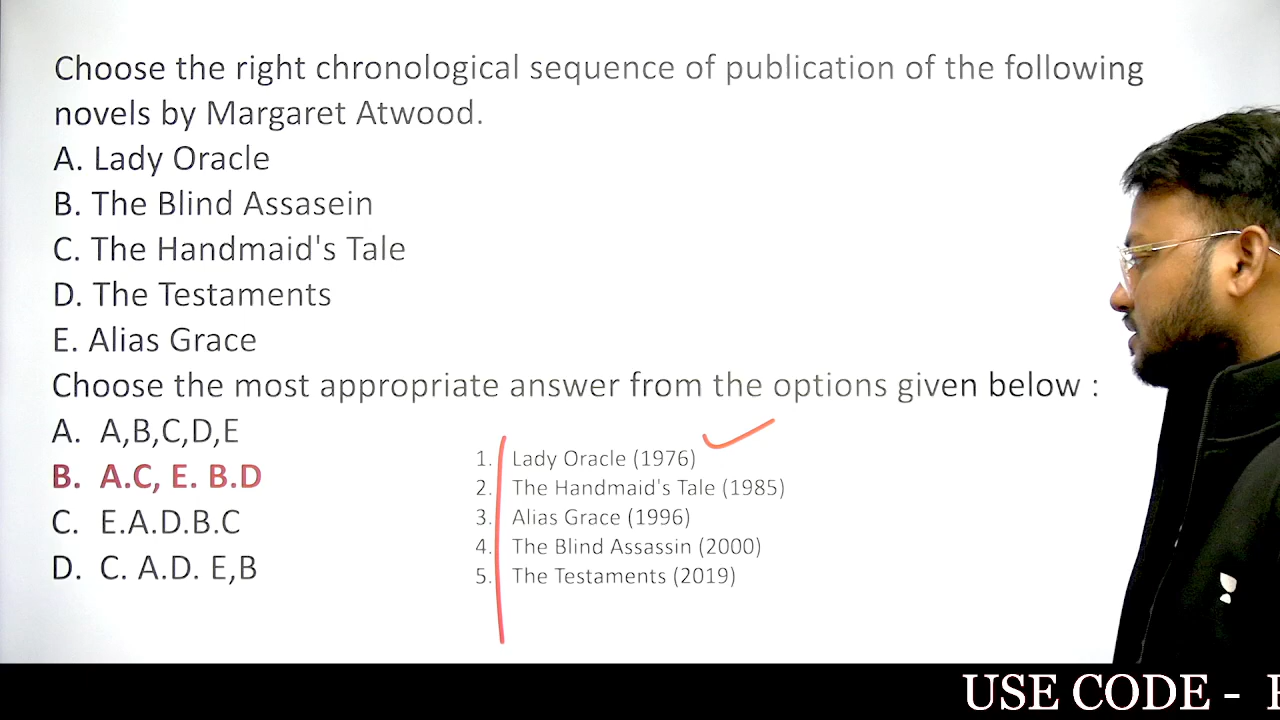 Choose the right chronological sequence of publication of the following
novels by Margaret Atwood.
A. Lady Oracle
B. The Blind Assasein
C. The Handmaid's Tale
D. The Testaments
E. Alias Grace
Choose the most appropriate answer from the options given below :
A. A,B,C,D,E
B. A.C, E. B.D
C. E.A.D.B.C
D. C. A.D. E,B
1. Lady Oracle (1976)
2. The Handmaid's Tale (1985)
3. Alias Grace (1996)
4. The Blind Assassin (2000)
5. The Testaments (2019)
USE CODE -